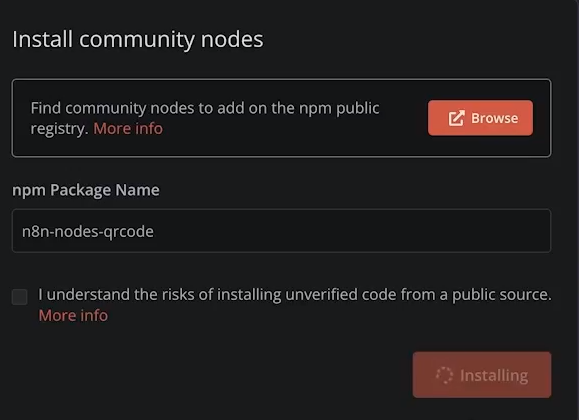 Install community nodes
Find community nodes to add on the npm public
registry. More info
Browse
npm Package Name
n8n-nodes-qrcode
I understand the risks of installing unverified code from a public source.
More info
Installing